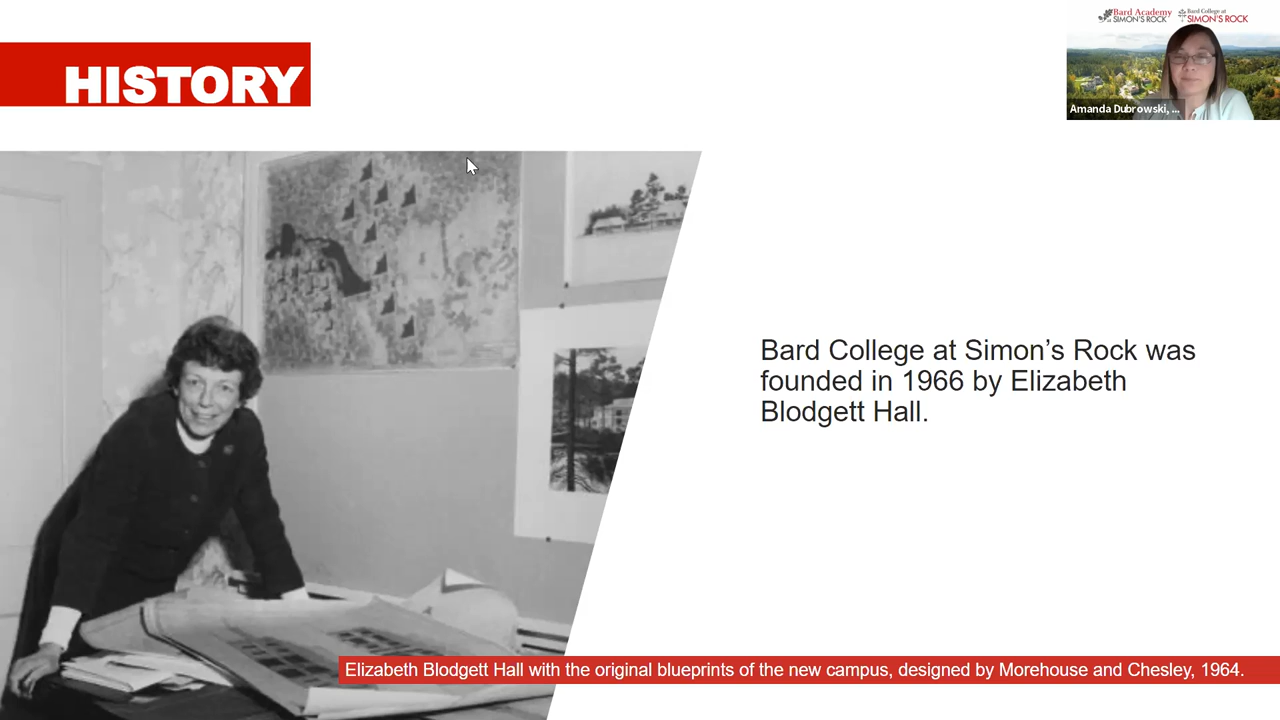 HISTORY
Bard Academy
at SIMON'S ROCK
Bard College at
SIMON'S ROCK
Amanda Dubrowski, ...
Bard College at Simon’s Rock was
founded in 1966 by Elizabeth
Blodgett Hall.
Elizabeth Blodgett Hall with the original blueprints of the new campus, designed by Morehouse and Chesley, 1964.